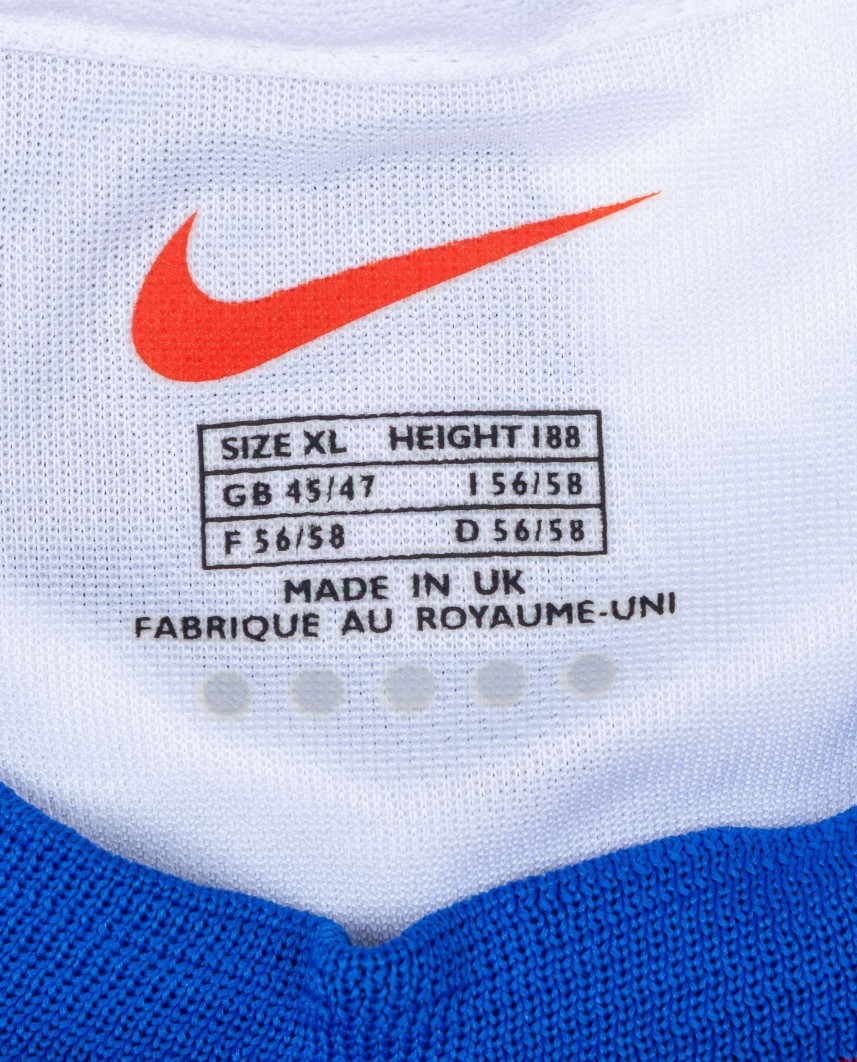 SIZE XL HEIGHT 188
GB 45/47 I 56/58
F 56/58 D 56/58
MADE IN UK
FABRIQUE AU ROYAUME-UNI